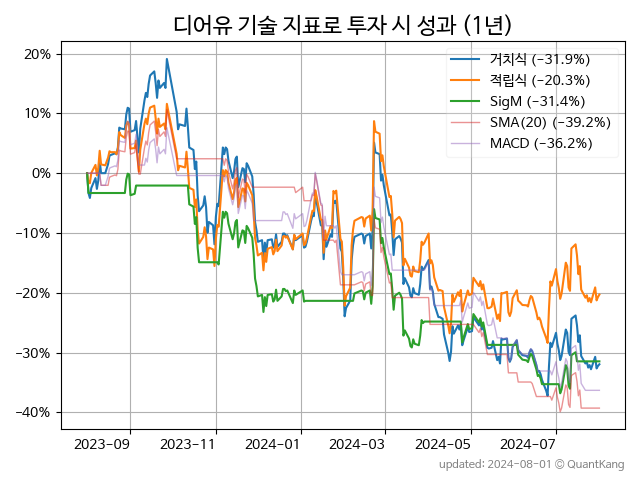 디어유 기술 지표로 투자 시 성과 (1년)
거치식 (−31.9%)
적립식 (−20.3%)
SigM (−31.4%)
SMA(20) (−39.2%)
MACD (−36.2%)
20%
10%
0%
−10%
−20%
−30%
−40%
2023-09
2023-11
2024-01
2024-03
2024-05
2024-07
updated: 2024-08-01 © QuantKang